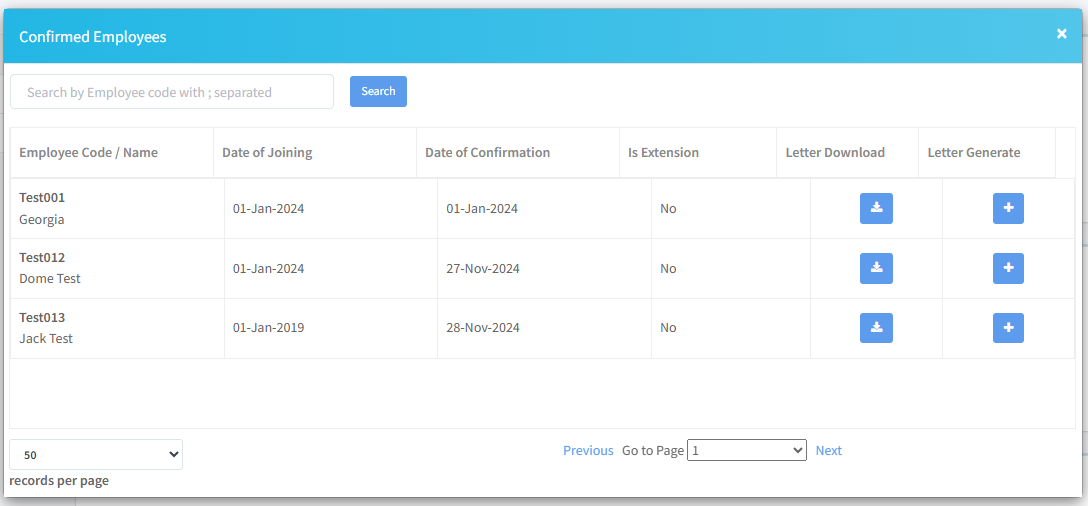 Confirmed Employees ×
Search by Employee code with ; separated Search
Employee Code / Name Date of Joining Date of Confirmation Is Extension Letter Download Letter Generate
Test001
Georgia 01-Jan-2024 01-Jan-2024 No
Test012
Dome Test 01-Jan-2024 27-Nov-2024 No
Test013
Jack Test 01-Jan-2019 28-Nov-2024 No
50 Previous Go to Page 1 Next
records per page